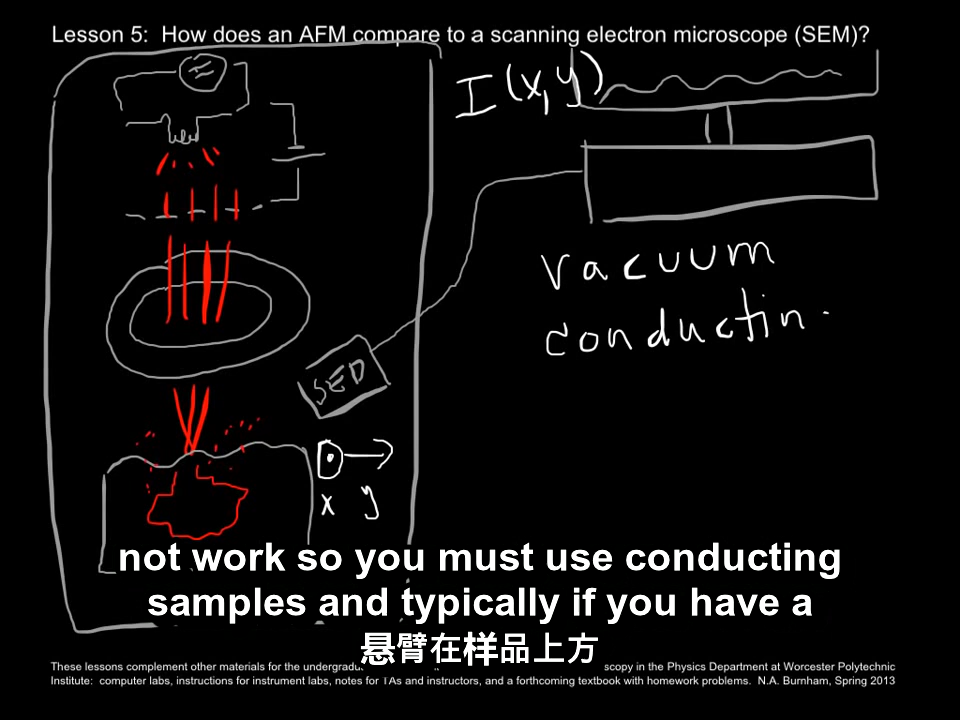 Lesson 5: How does an AFM compare to a scanning electron microscope (SEM)?
I
I(x,y)
vacuum
conductin.
SED
x y
not work so you must use conducting
samples and typically if you have a
悬臂在样品上方
These lessons complement other materials for the undergradu scopy in the Physics Department at Worcester Polytechnic
Institute: computer labs, instructions for instrument labs, notes for TAs and instructors, and a forthcoming textbook with homework problems. N.A. Burnham, Spring 2013